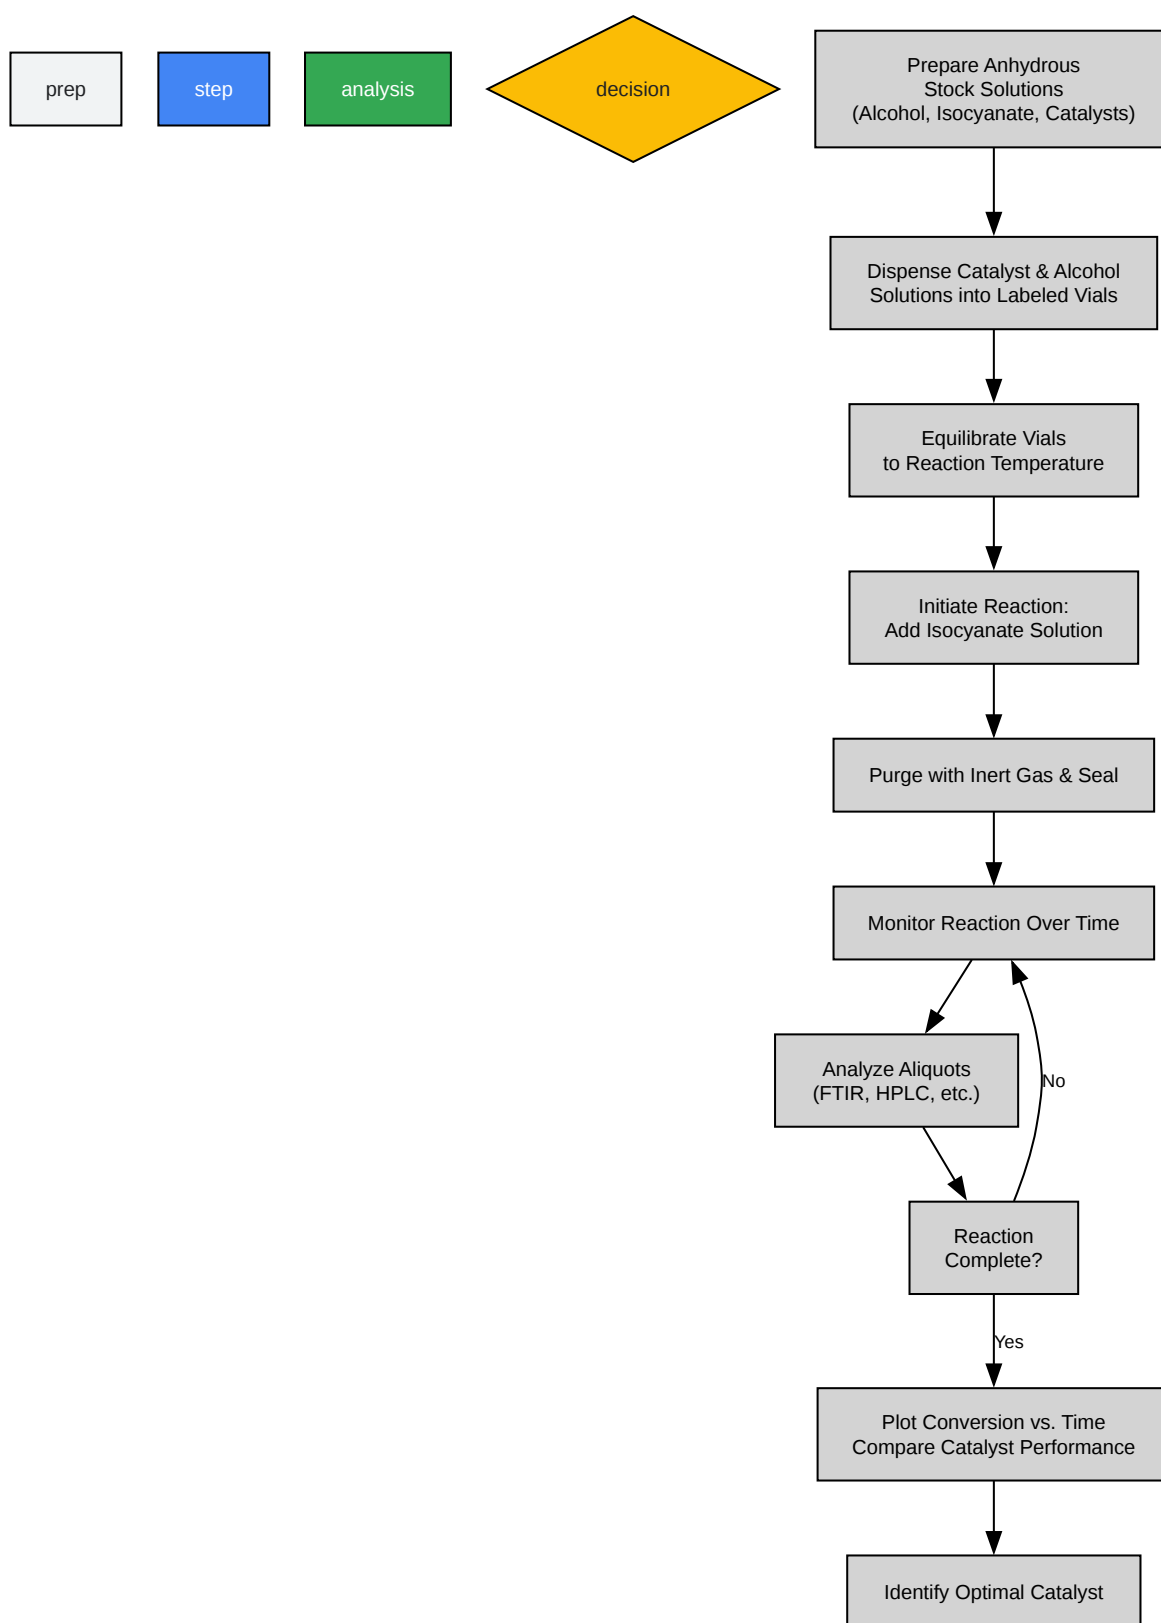 prep
step
analysis
decision
Prepare Anhydrous
Stock Solutions
(Alcohol, Isocyanate, Catalysts)
Dispense Catalyst & Alcohol
Solutions into Labeled Vials
Equilibrate Vials
to Reaction Temperature
Initiate Reaction:
Add Isocyanate Solution
Purge with Inert Gas & Seal
Monitor Reaction Over Time
Analyze Aliquots
(FTIR, HPLC, etc.)
No
Reaction
Complete?
Yes
Plot Conversion vs. Time
Compare Catalyst Performance
Identify Optimal Catalyst